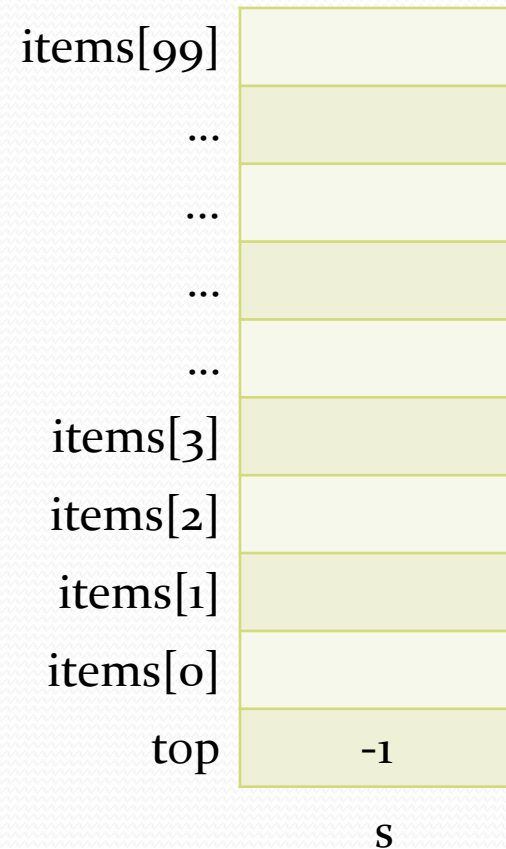 items[99]
...
...
...
...
items[3]
items[2]
items[1]
items[0]
top -1
s